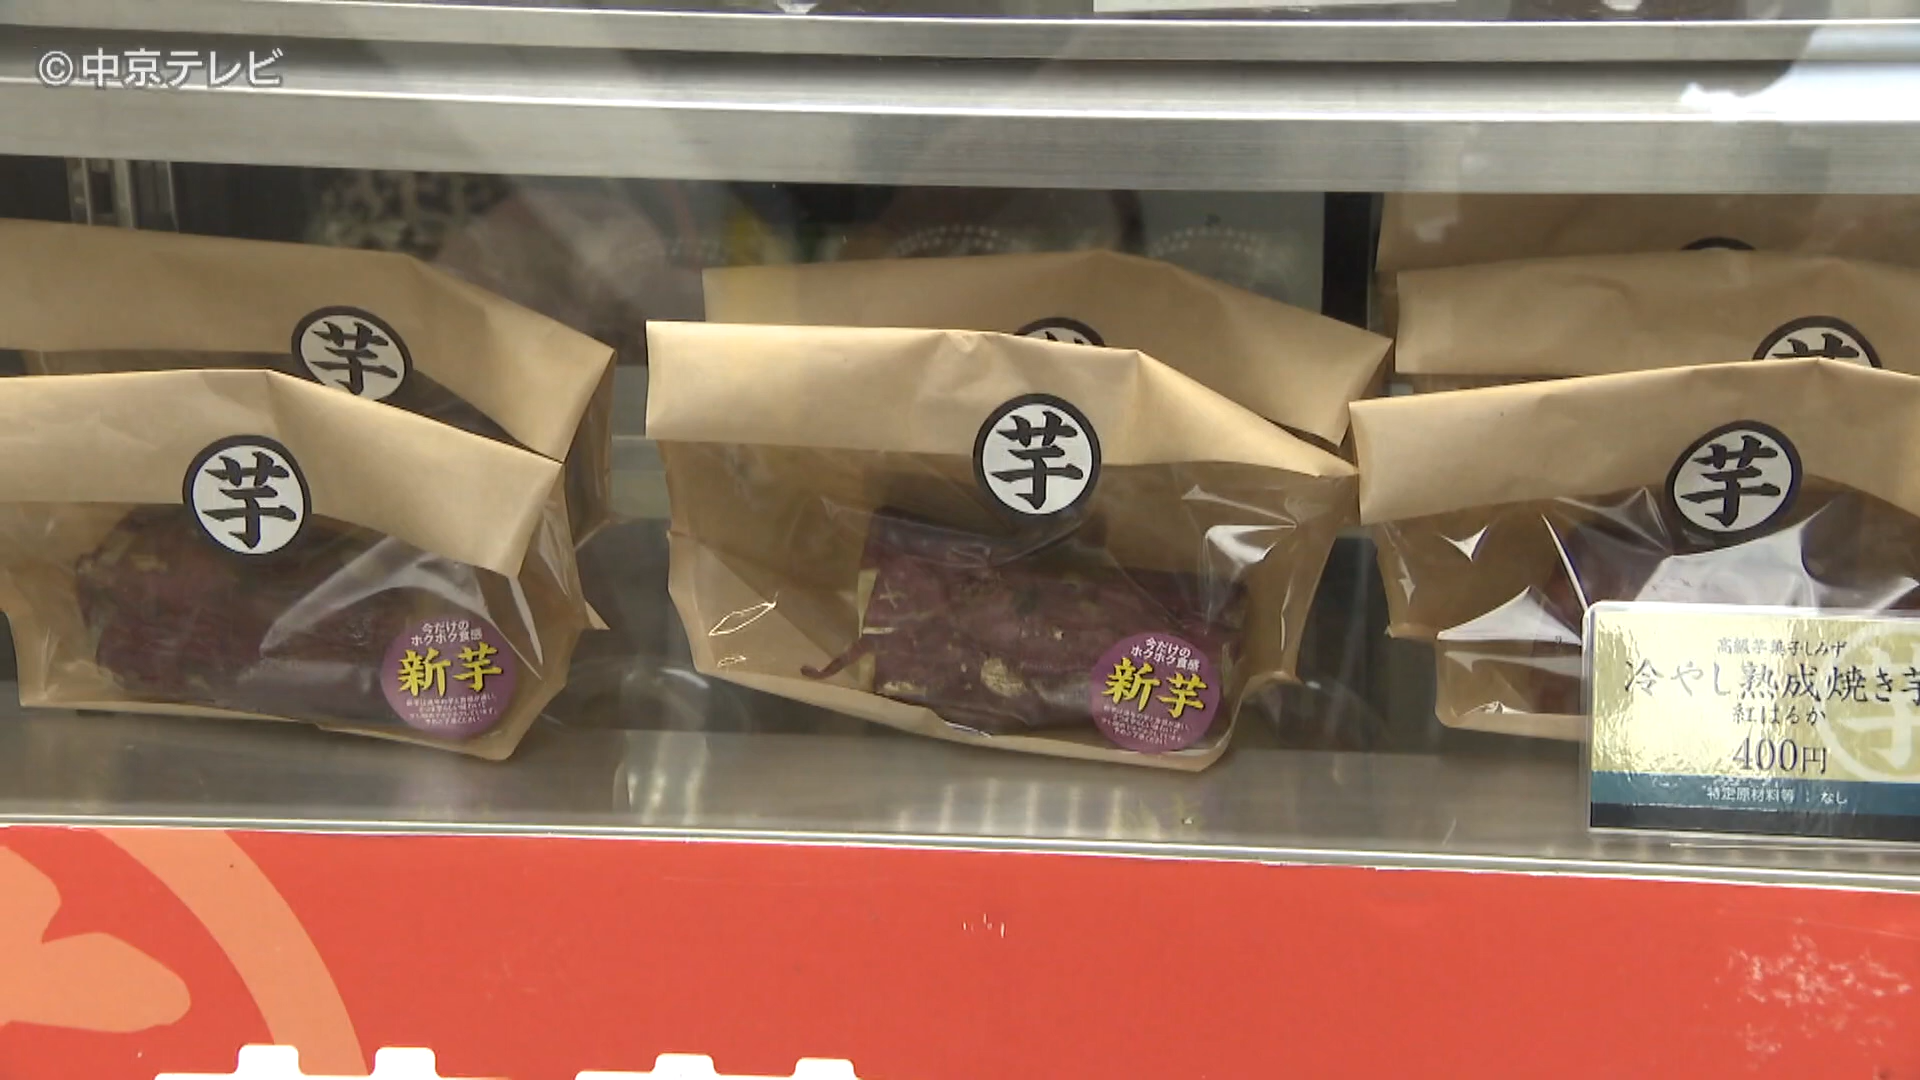 ©中京テレビ
芋
芋
芋
芋
芋
今だけの
ホクホク食感
新芋
今だけの
ホクホク食感
新芋
高級芋菓子しみず
冷やし熟成焼き芋
紅はるか
400円
特定原材料等：なし